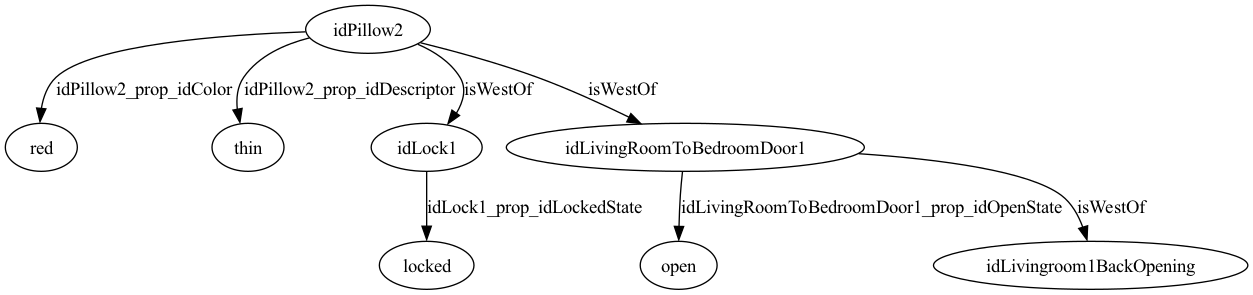 idPillow2
idPillow2_prop_idColor
idPillow2_prop_idDescriptor
isWestOf
isWestOf
red
thin
idLock1
idLivingRoomToBedroomDoor1
idLock1_prop_idLockedState
idLivingRoomToBedroomDoor1_prop_idOpenState
isWestOf
locked
open
idLivingroom1BackOpening